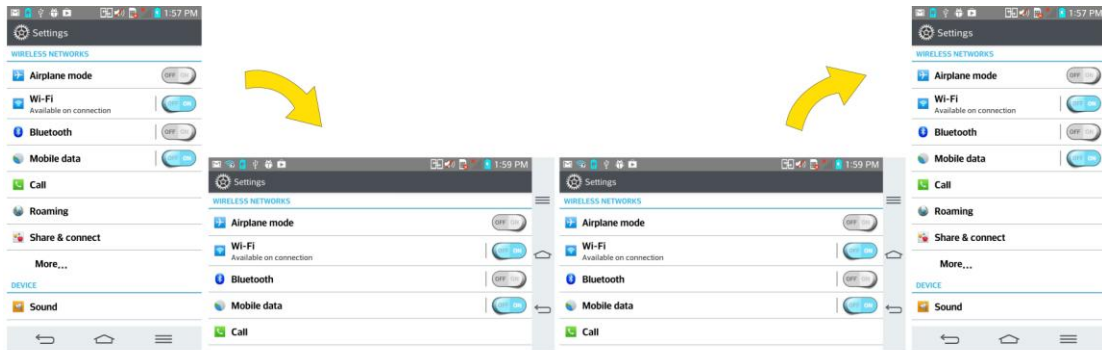 1:57 PM
Settings
WIRELESS NETWORKS
Airplane mode
OFF
Wi-Fi
ON
Available on connection
Bluetooth
OFF
Mobile data
ON
Call
Roaming
Share & connect
More...
DEVICE
Sound
1:59 PM
Settings
WIRELESS NETWORKS
Airplane mode
OFF
Wi-Fi
ON
Available on connection
Bluetooth
OFF
Mobile data
ON
Call
1:59 PM
Settings
WIRELESS NETWORKS
Airplane mode
OFF
Wi-Fi
ON
Available on connection
Bluetooth
OFF
Mobile data
ON
Call
1:57 PM
Settings
WIRELESS NETWORKS
Airplane mode
OFF
Wi-Fi
ON
Available on connection
Bluetooth
OFF
Mobile data
ON
Call
Roaming
Share & connect
More...
DEVICE
Sound